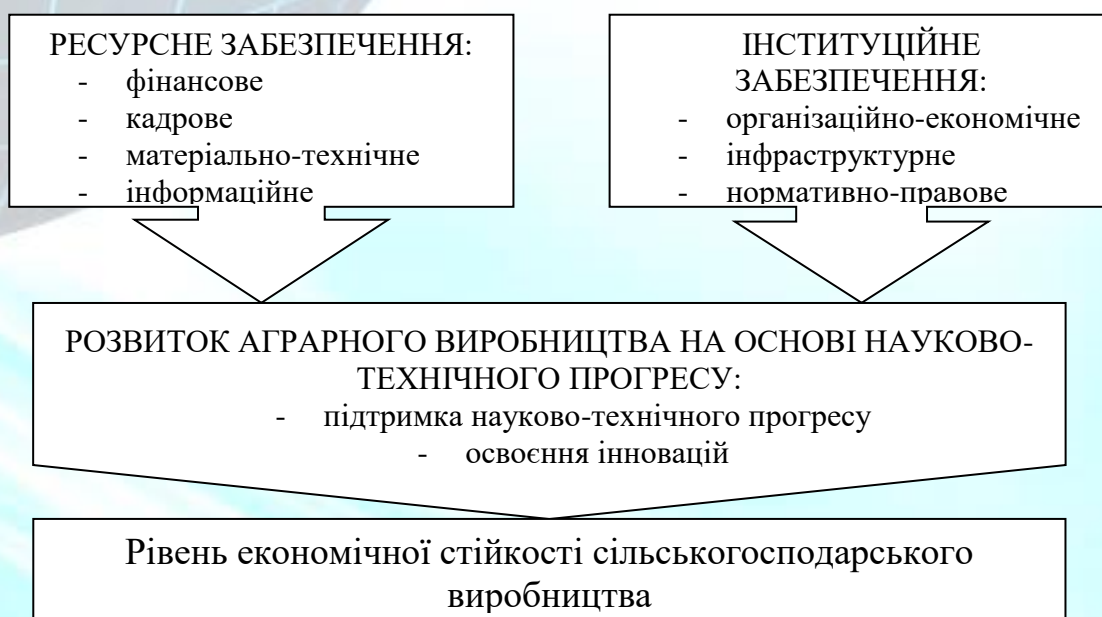 РЕСУРСНЕ ЗАБЕЗПЕЧЕННЯ:
- фінансове
- кадрове
- матеріально-технічне
- інформаційне
ІНСТИТУЦІЙНЕ
ЗАБЕЗПЕЧЕННЯ:
- організаційно-економічне
- інфраструктурне
- нормативно-правове
РОЗВИТОК АГРАРНОГО ВИРОБНИЦТВА НА ОСНОВІ НАУКОВО-
ТЕХНІЧНОГО ПРОГРЕСУ:
- підтримка науково-технічного прогресу
- освоєння інновацій
Рівень економічної стійкості сільськогосподарського
виробництва